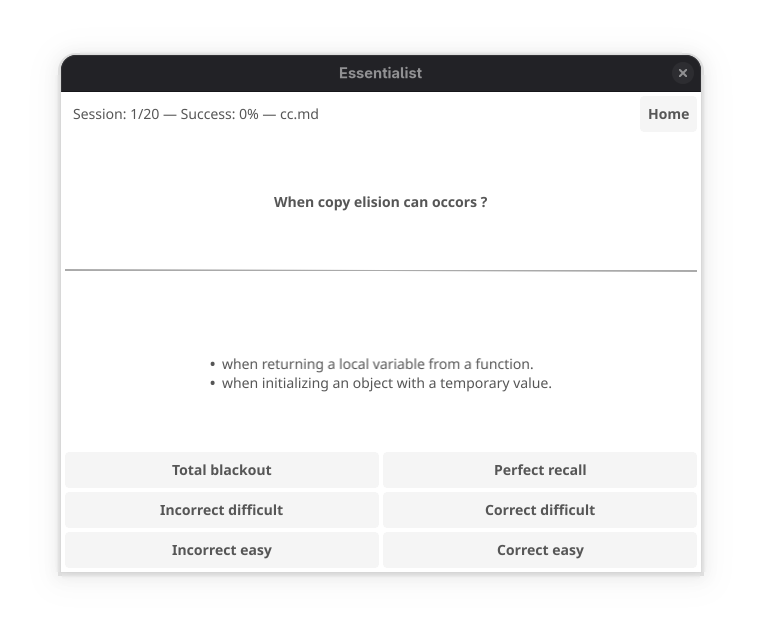 Essentialist
Session: 1/20 — Success: 0% — cc.md
Home
When copy elision can occors ?
• when returning a local variable from a function.
• when initializing an object with a temporary value.
Total blackout
Perfect recall
Incorrect difficult
Correct difficult
Incorrect easy
Correct easy